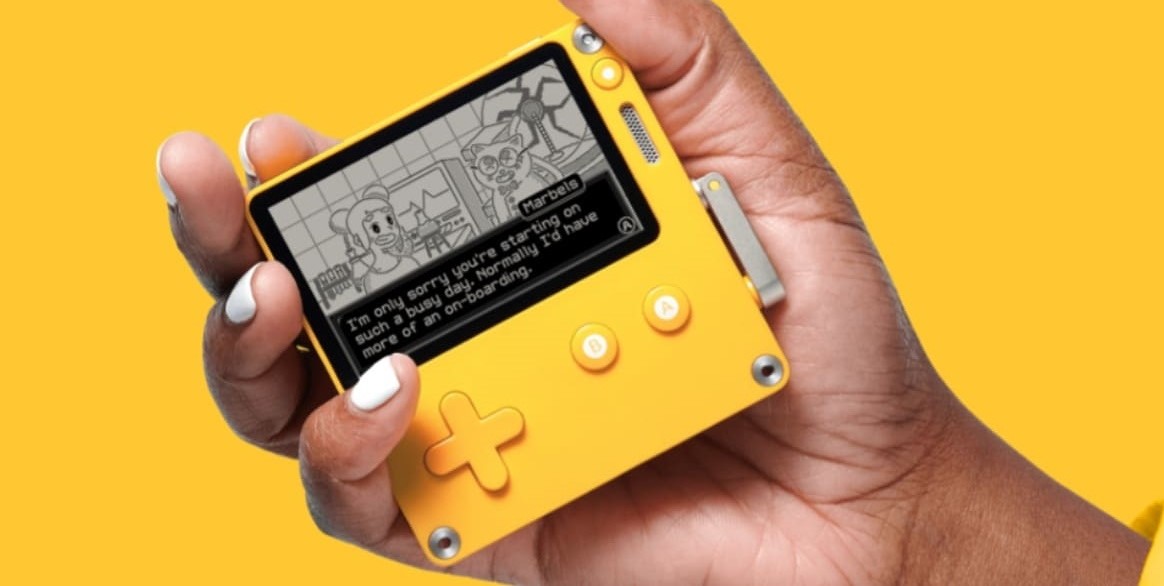 Marbels
I'm only sorry you're starting on
such a busy day. Normally I'd have
more of an on-boarding.
Ⓐ
A
B